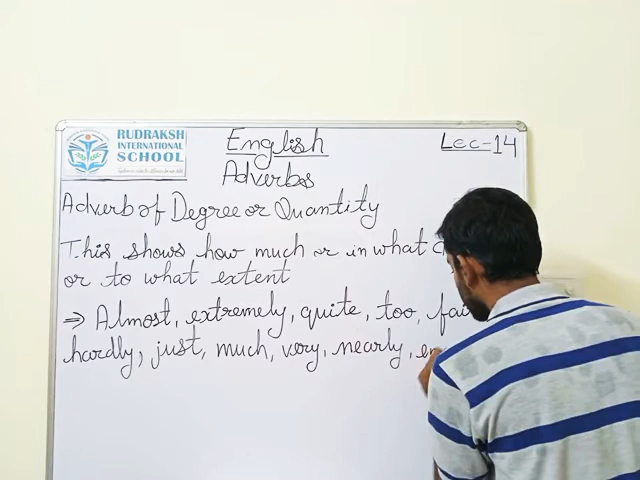 RUDRAKSH
INTERNATIONAL
SCHOOL
English
Lec-14
Adverbs
Adverb of Degree or Quantity
This shows how much or in what
or to what extent
⇒ Almost, extremely, quite, too,
hardly, just, much, very, nearly,